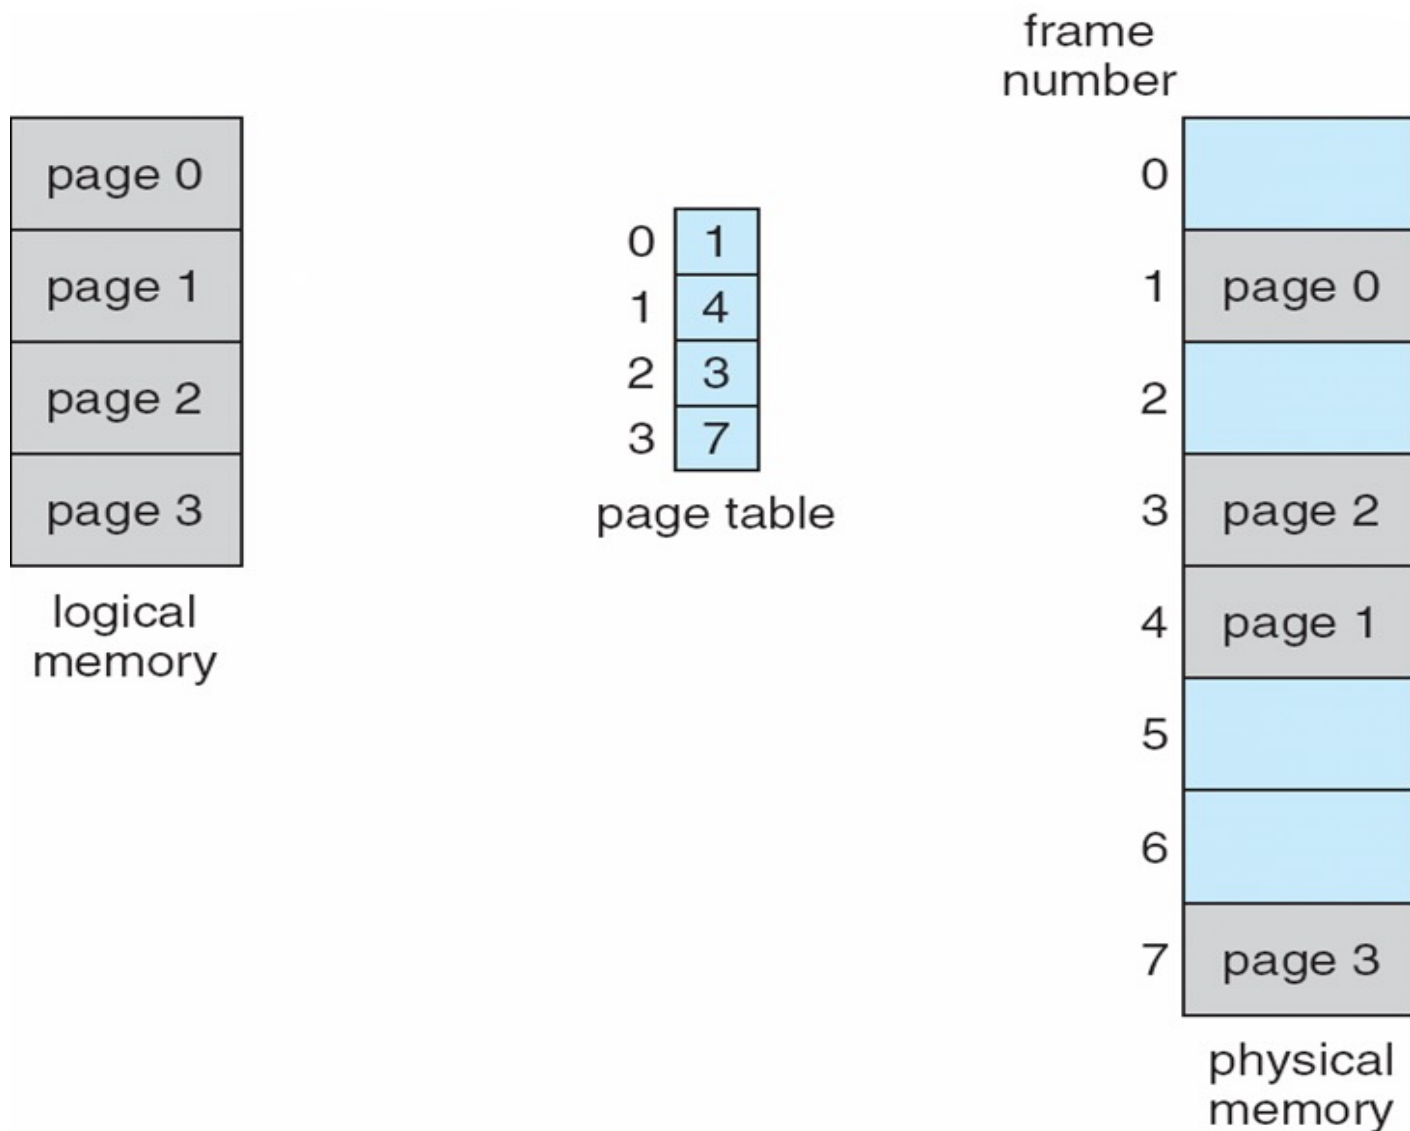 page 0
page 1
page 2
page 3
logical
memory
0 1
1 4
2 3
3 7
page table
frame
number
0
1 page 0
2
3 page 2
4 page 1
5
6
7 page 3
physical
memory